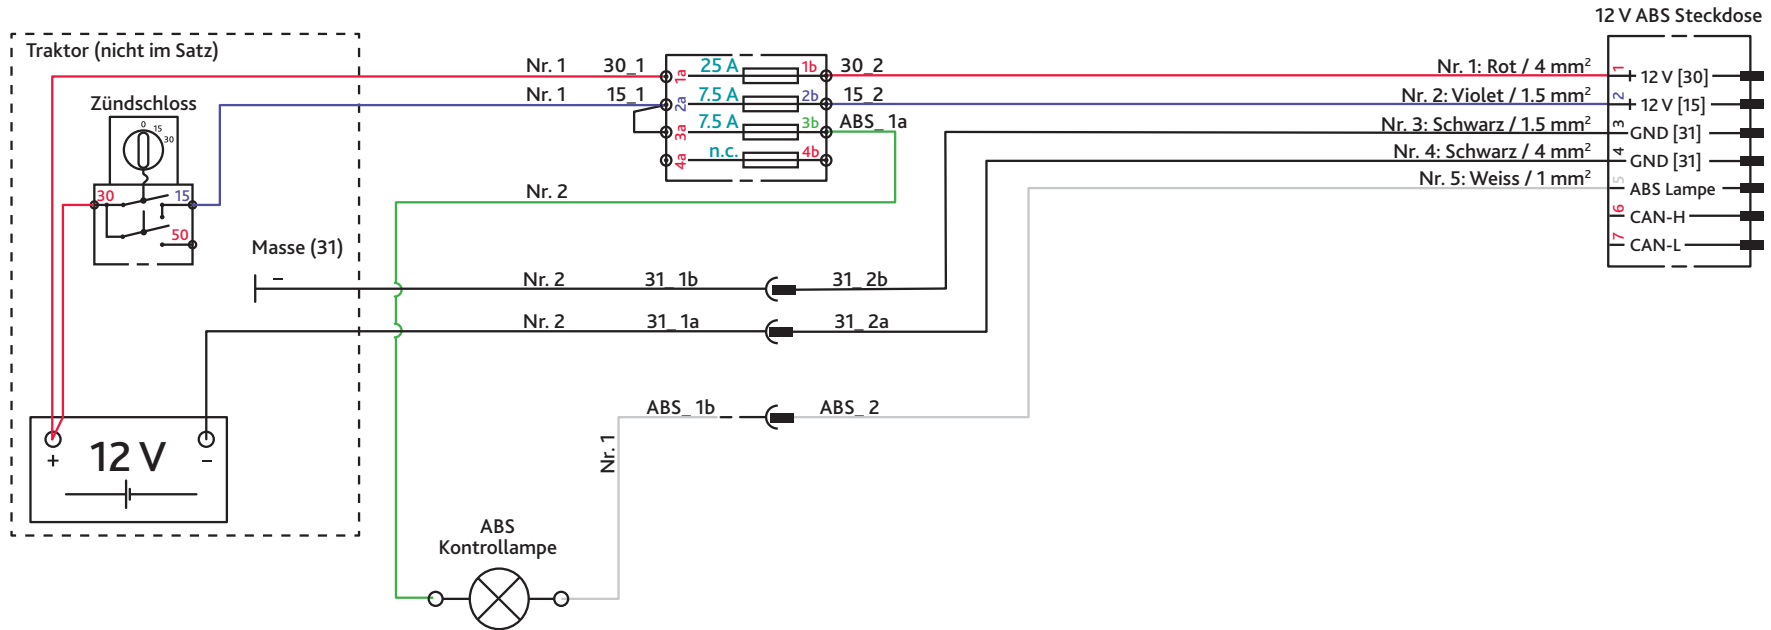 12 V ABS Steckdose
Traktor (nicht im Satz)
Zündschloss
0
15
30
30
15
50
Masse (31)
–
12 V
+
–
Nr. 1 30_1
Nr. 1 15_1
1a 25 A 1b 30_2
2a 7.5 A 2b 15_2
3a 7.5 A 3b ABS_1a
4a n.c. 4b
Nr. 2
Nr. 2 31_1b 31_2b
Nr. 2 31_1a 31_2a
ABS_1b ABS_2
Nr. 1
ABS
Kontrollampe
Nr. 1: Rot / 4 mm² 1 + 12 V [30]
Nr. 2: Violet / 1.5 mm² 2 + 12 V [15]
Nr. 3: Schwarz / 1.5 mm² 3 GND [31]
Nr. 4: Schwarz / 4 mm² 4 GND [31]
Nr. 5: Weiss / 1 mm² 5 ABS Lampe
6 CAN-H
7 CAN-L